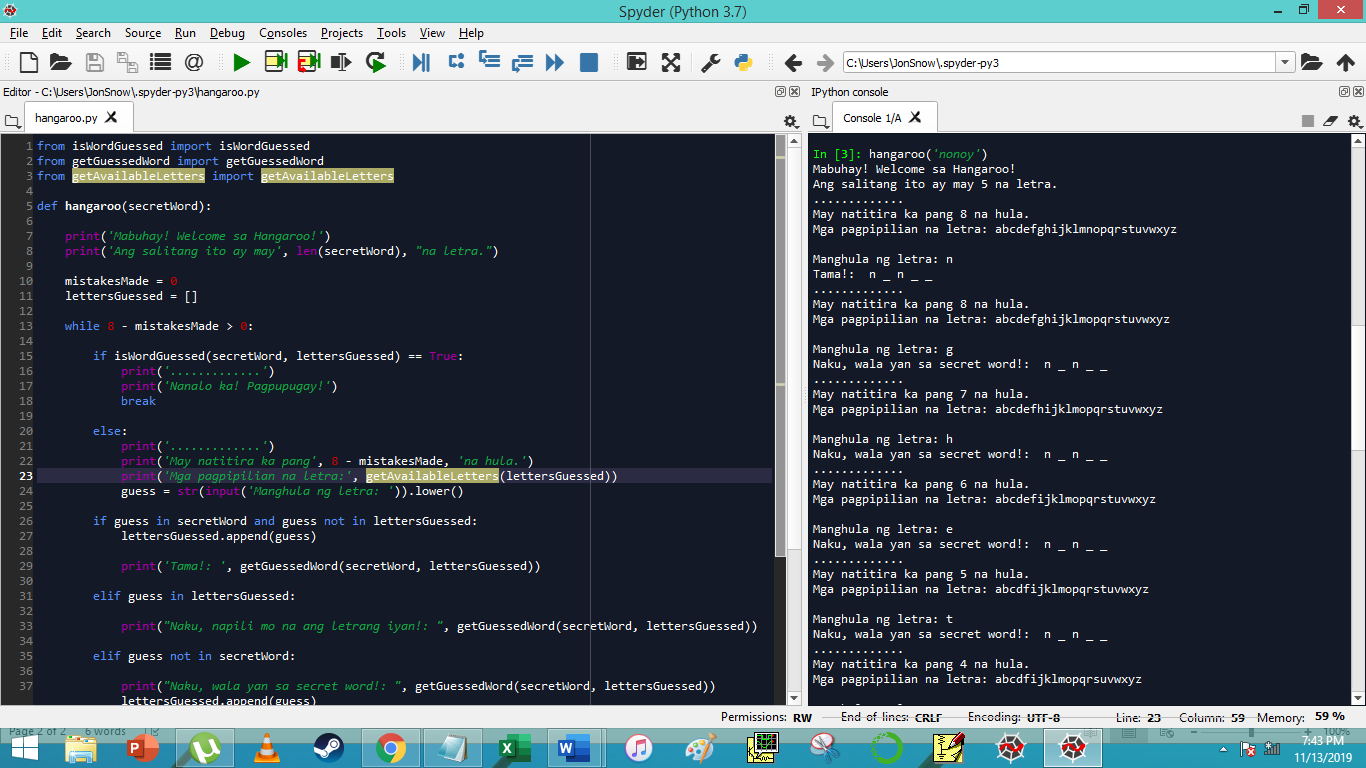 Spyder (Python 3.7)
File Edit Search Source Run Debug Consoles Projects Tools View Help
C:\Users\JonSnow\.spyder-py3
Editor - C:\Users\JonSnow\.spyder-py3\hangaroo.py
hangaroo.py
1 from isWordGuessed import isWordGuessed
2 from getGuessedWord import getGuessedWord
3 from getAvailableLetters import getAvailableLetters
4
5 def hangaroo(secretWord):
6
7 print('Mabuhay! Welcome sa Hangaroo!')
8 print('Ang salitang ito ay may', len(secretWord), "na letra.")
9
10 mistakesMade = 0
11 lettersGuessed = []
12
13 while 8 - mistakesMade > 0:
14
15 if isWordGuessed(secretWord, lettersGuessed) == True:
16 print('.............')
17 print('Nanalo ka! Pagpupugay!')
18 break
19
20 else:
21 print('.............')
22 print('May natitira ka pang', 8 - mistakesMade, 'na hula.')
23 print('Mga pagpipilian na letra:', getAvailableLetters(lettersGuessed))
24 guess = str(input('Manghula ng letra: ')).lower()
25
26 if guess in secretWord and guess not in lettersGuessed:
27 lettersGuessed.append(guess)
28
29 print('Tama!: ', getGuessedWord(secretWord, lettersGuessed))
30
31 elif guess in lettersGuessed:
32
33 print("Naku, napili mo na ang letrang iyan!: ", getGuessedWord(secretWord, lettersGuessed))
34
35 elif guess not in secretWord:
36
37 print("Naku, wala yan sa secret word!: ", getGuessedWord(secretWord, lettersGuessed))
lettersGuessed.append(guess)
IPython console
Console 1/A
In [3]: hangaroo('nonoy')
Mabuhay! Welcome sa Hangaroo!
Ang salitang ito ay may 5 na letra.
.............
May natitira ka pang 8 na hula.
Mga pagpipilian na letra: abcdefghijklmnopqrstuvwxyz
Manghula ng letra: n
Tama!:  n _ n _ _
.............
May natitira ka pang 8 na hula.
Mga pagpipilian na letra: abcdefghijklmopqrstuvwxyz
Manghula ng letra: g
Naku, wala yan sa secret word!:  n _ n _ _
.............
May natitira ka pang 7 na hula.
Mga pagpipilian na letra: abcdefhijklmopqrstuvwxyz
Manghula ng letra: h
Naku, wala yan sa secret word!:  n _ n _ _
.............
May natitira ka pang 6 na hula.
Mga pagpipilian na letra: abcdefijklmopqrstuvwxyz
Manghula ng letra: e
Naku, wala yan sa secret word!:  n _ n _ _
.............
May natitira ka pang 5 na hula.
Mga pagpipilian na letra: abcdfijklmopqrstuvwxyz
Manghula ng letra: t
Naku, wala yan sa secret word!:  n _ n _ _
.............
May natitira ka pang 4 na hula.
Mga pagpipilian na letra: abcdfijklmopqrsuvwxyz
Permissions: RW End-of-lines: CRLF Encoding: UTF-8 Line: 23 Column: 59 Memory: 59 %
Page 2 of 2 6 words
100%
7:43 PM
11/13/2019